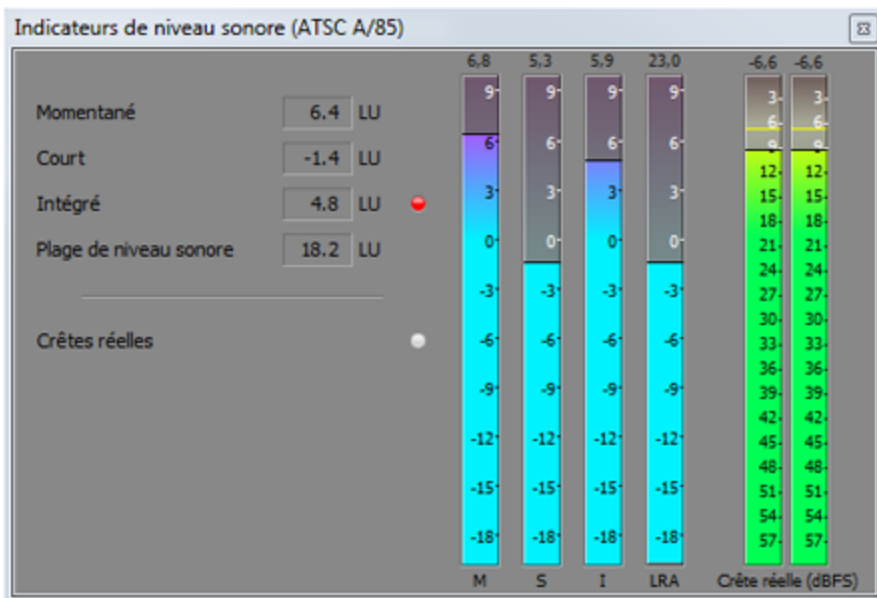 Indicateurs de niveau sonore (ATSC A/85)
6,8 5,3 5,9 23,0 -6,6 -6,6
Momentané 6.4 LU
Court -1.4 LU
Intégré 4.8 LU
Plage de niveau sonore 18.2 LU
Crêtes réelles
9 9 9 9 3 3
6 6 6 6 6 6
3 3 3 3 9 9
0 0 0 0 12 12
-3 -3 -3 -3 15 15
-6 -6 -6 -6 18 18
-9 -9 -9 -9 21 21
-12 -12 -12 -12 24 24
-15 -15 -15 -15 27 27
-18 -18 -18 -18 30 30
33 33
36 36
39 39
42 42
45 45
48 48
51 51
54 54
57 57
M S I LRA Crête réelle (dBFS)